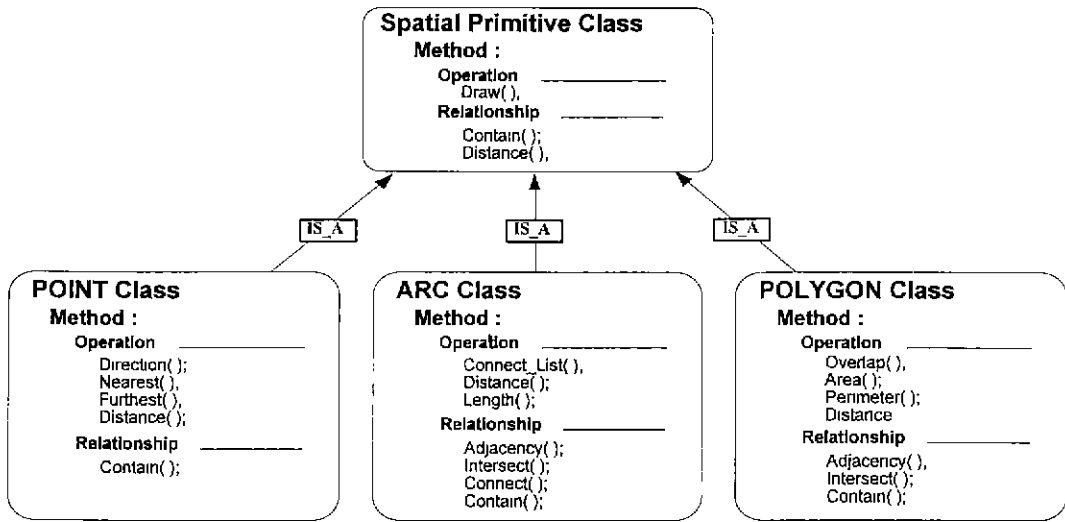 Spatial Primitive Class
Method :
Operation
Draw( ),
Relationship
Contain( );
Distance( ),
IS_A
IS_A
IS_A
POINT Class
Method :
Operation
Direction( );
Nearest( ),
Furthest( ),
Distance( );
Relationship
Contain( );
ARC Class
Method :
Operation
Connect_List( ),
Distance( );
Length( );
Relationship
Adjacency( );
Intersect( );
Connect( );
Contain( );
POLYGON Class
Method :
Operation
Overlap( ),
Area( );
Perimeter( );
Distance
Relationship
Adjacency( ),
Intersect( );
Contain( );